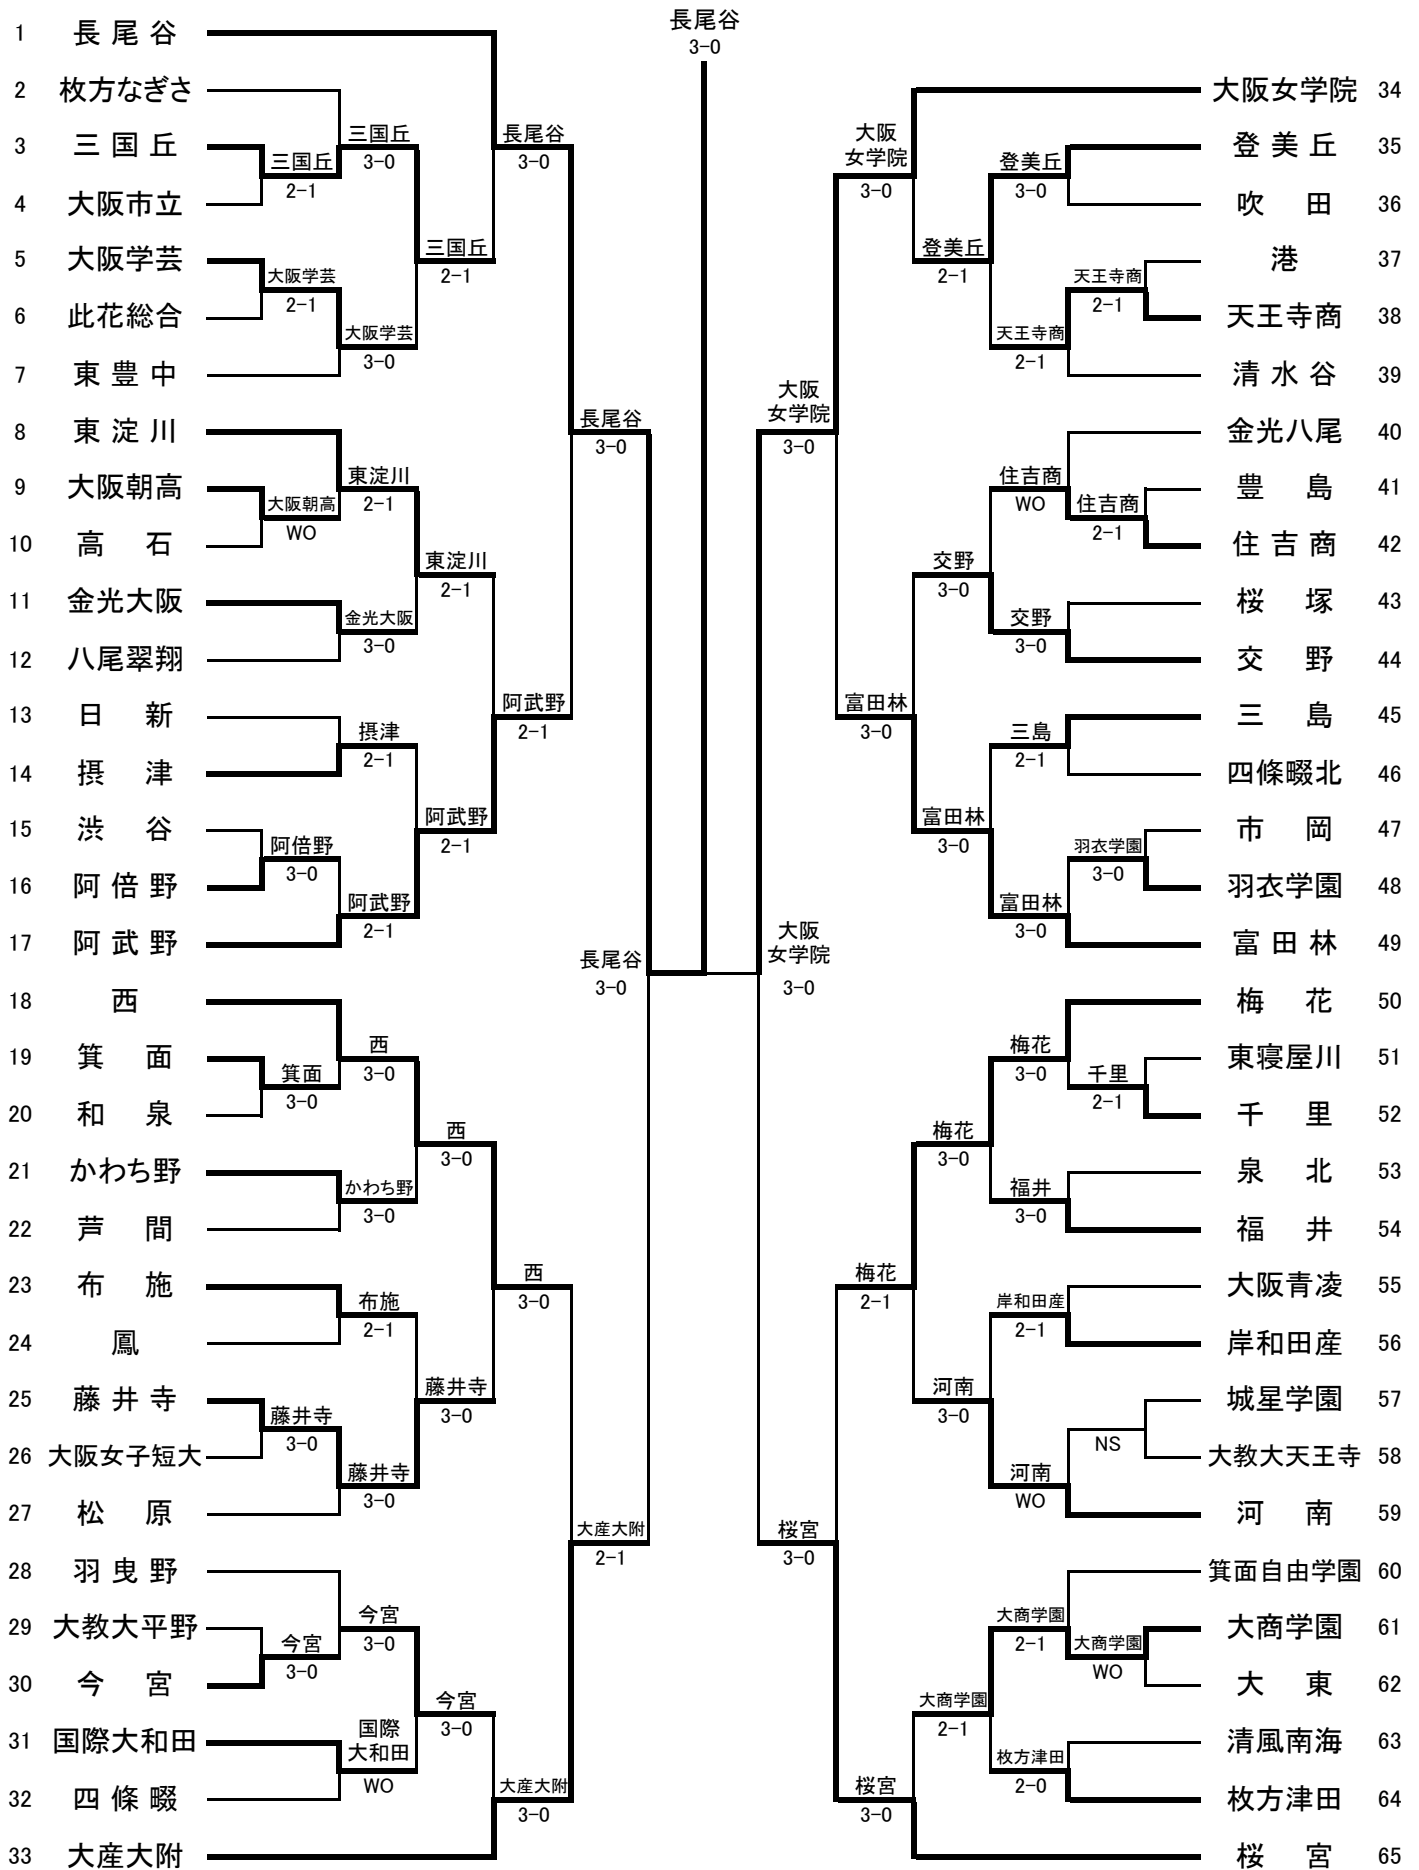 長尾谷
3-0
1 長尾谷
2 枚方なぎさ
3 三国丘
4 大阪市立
5 大阪学芸
6 此花総合
7 東豊中
8 東淀川
9 大阪朝高
10 高石
11 金光大阪
12 八尾翠翔
13 日新
14 摂津
15 渋谷
16 阿倍野
17 阿武野
18 西
19 箕面
20 和泉
21 かわち野
22 芦間
23 布施
24 鳳
25 藤井寺
26 大阪女子短大
27 松原
28 羽曳野
29 大教大平野
30 今宮
31 国際大和田
32 四條畷
33 大産大附
三国丘
2-1
大阪学芸
2-1
大阪朝高
WO
阿倍野
3-0
箕面
3-0
藤井寺
3-0
今宮
3-0
三国丘
3-0
大阪学芸
3-0
東淀川
2-1
金光大阪
3-0
摂津
2-1
阿武野
2-1
西
3-0
かわち野
3-0
布施
2-1
藤井寺
3-0
今宮
3-0
国際
大和田
WO
三国丘
2-1
東淀川
2-1
阿武野
2-1
西
3-0
藤井寺
3-0
今宮
3-0
長尾谷
3-0
阿武野
2-1
西
3-0
大産大附
3-0
長尾谷
3-0
大産大附
2-1
長尾谷
3-0
大阪
女学院
3-0
大阪
女学院
3-0
桜宮
3-0
大阪
女学院
3-0
富田林
3-0
梅花
2-1
桜宮
3-0
登美丘
2-1
交野
3-0
富田林
3-0
梅花
3-0
河南
3-0
大商学園
2-1
登美丘
3-0
天王寺商
2-1
住吉商
WO
交野
3-0
三島
2-1
富田林
3-0
梅花
3-0
福井
3-0
岸和田産
2-1
河南
WO
大商学園
2-1
枚方津田
2-0
天王寺商
2-1
住吉商
2-1
羽衣学園
3-0
千里
2-1
NS
大商学園
WO
大阪女学院 34
登美丘 35
吹田 36
港 37
天王寺商 38
清水谷 39
金光八尾 40
豊島 41
住吉商 42
桜塚 43
交野 44
三島 45
四條畷北 46
市岡 47
羽衣学園 48
富田林 49
梅花 50
東寝屋川 51
千里 52
泉北 53
福井 54
大阪青凌 55
岸和田産 56
城星学園 57
大教大天王寺 58
河南 59
箕面自由学園 60
大商学園 61
大東 62
清風南海 63
枚方津田 64
桜宮 65